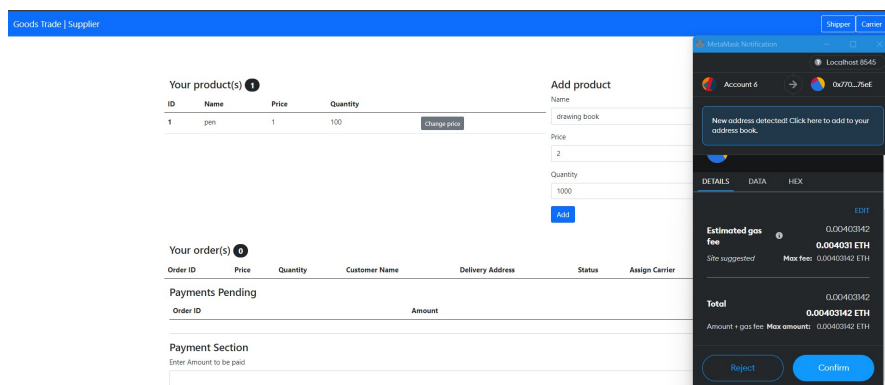 Goods Trade | Supplier
Shipper
Carrier
Your product(s) 1
ID Name Price Quantity
1 pen 1 100 Change price
Add product
Name
drawing book
Price
2
Quantity
1000
Add
Your order(s) 0
Order ID Price Quantity Customer Name Delivery Address Status Assign Carrier
Payments Pending
Order ID Amount
Payment Section
Enter Amount to be paid
MetaMask Notification
Localhost 8545
Account 6
0x770...75eE
New address detected! Click here to add to your
address book.
DETAILS DATA HEX
EDIT
Estimated gas
fee
0.00403142
0.004031 ETH
Site suggested Max fee: 0.00403142 ETH
Total
0.00403142
0.00403142 ETH
Amount + gas fee Max amount: 0.00403142 ETH
Reject
Confirm